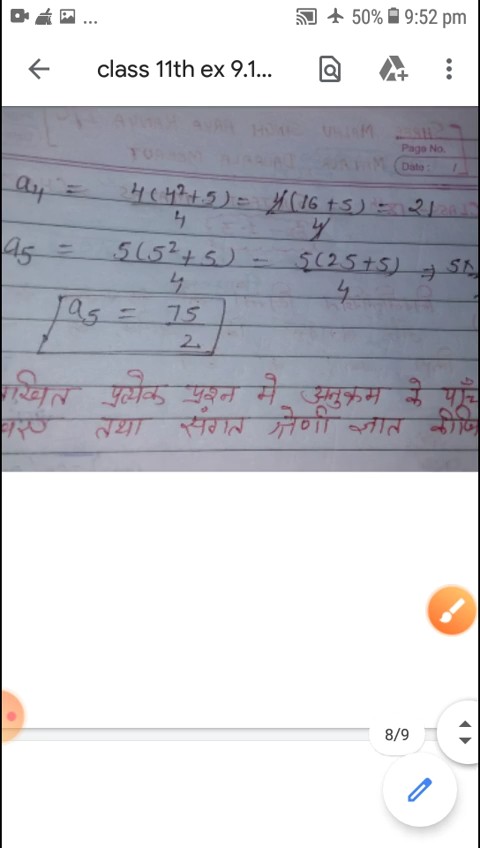 50% 9:52 pm
class 11th ex 9.1...
Page No.
Date: /
a₄ = 4(4²+5)/4 = 4(16+5)/4 = 21
a₅ = 5(5²+5)/4 = 5(25+5)/4 ⇒
a₅ = 75/2
प्रत्येक प्रश्न मे अनुक्रम के
तथा संगत श्रेणी ज्ञात
8/9